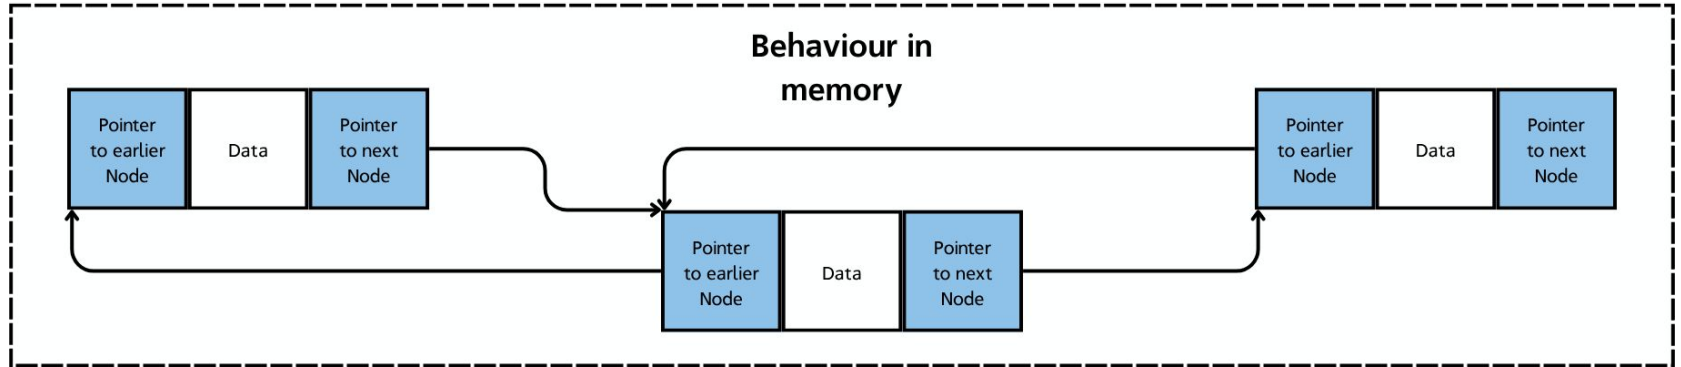 Behaviour in
memory
Pointer
to earlier
Node
Data
Pointer
to next
Node
Pointer
to earlier
Node
Data
Pointer
to next
Node
Pointer
to earlier
Node
Data
Pointer
to next
Node